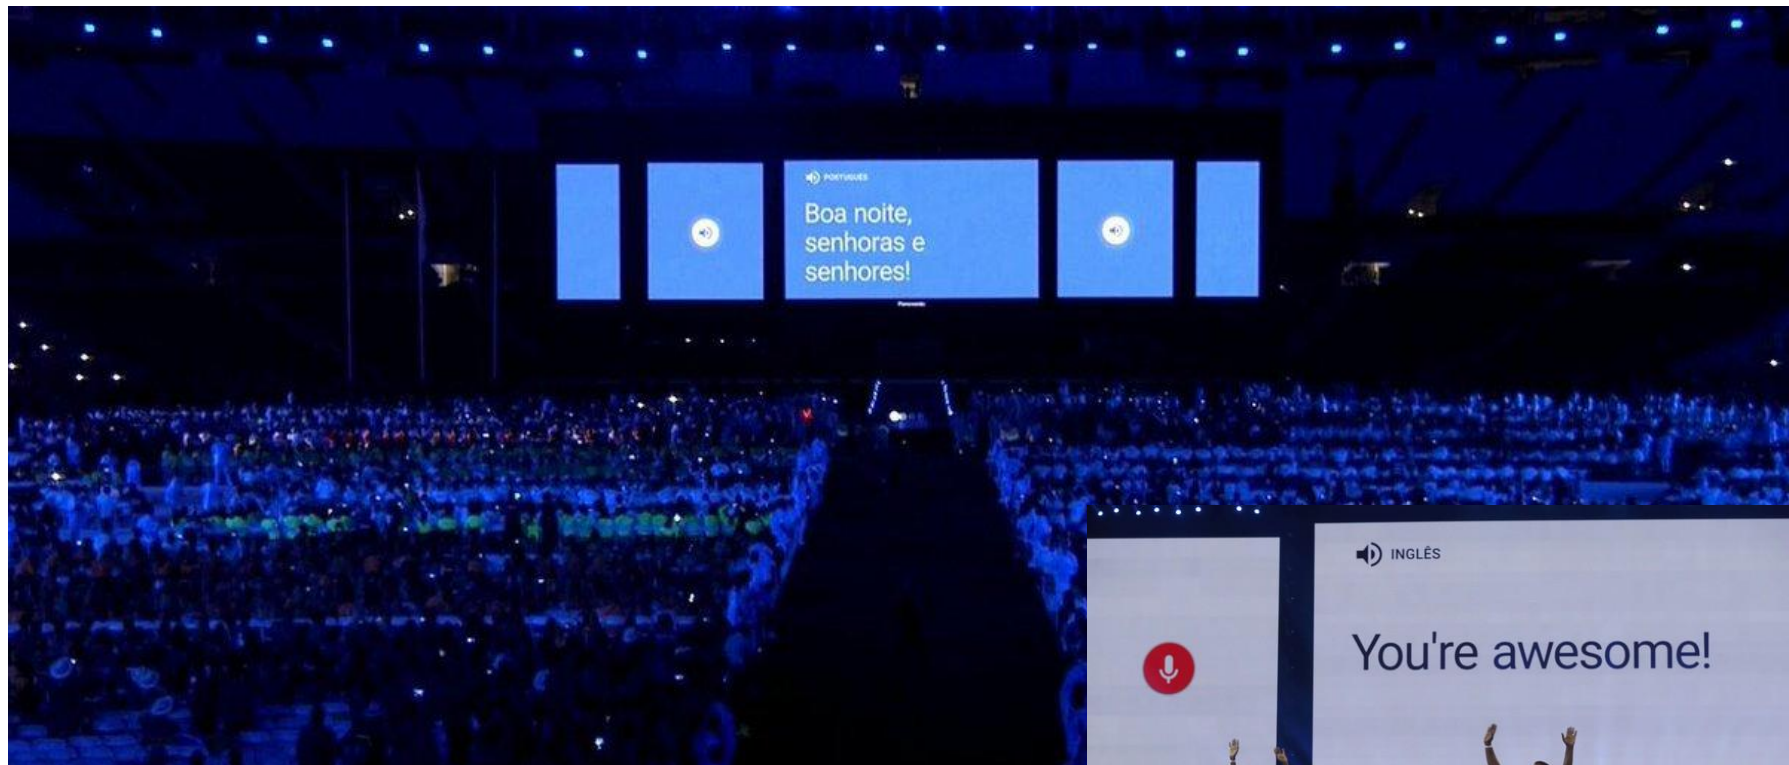 PORTUGUÊS
Boa noite,
senhoras e
senhores!
INGLÊS
You're awesome!